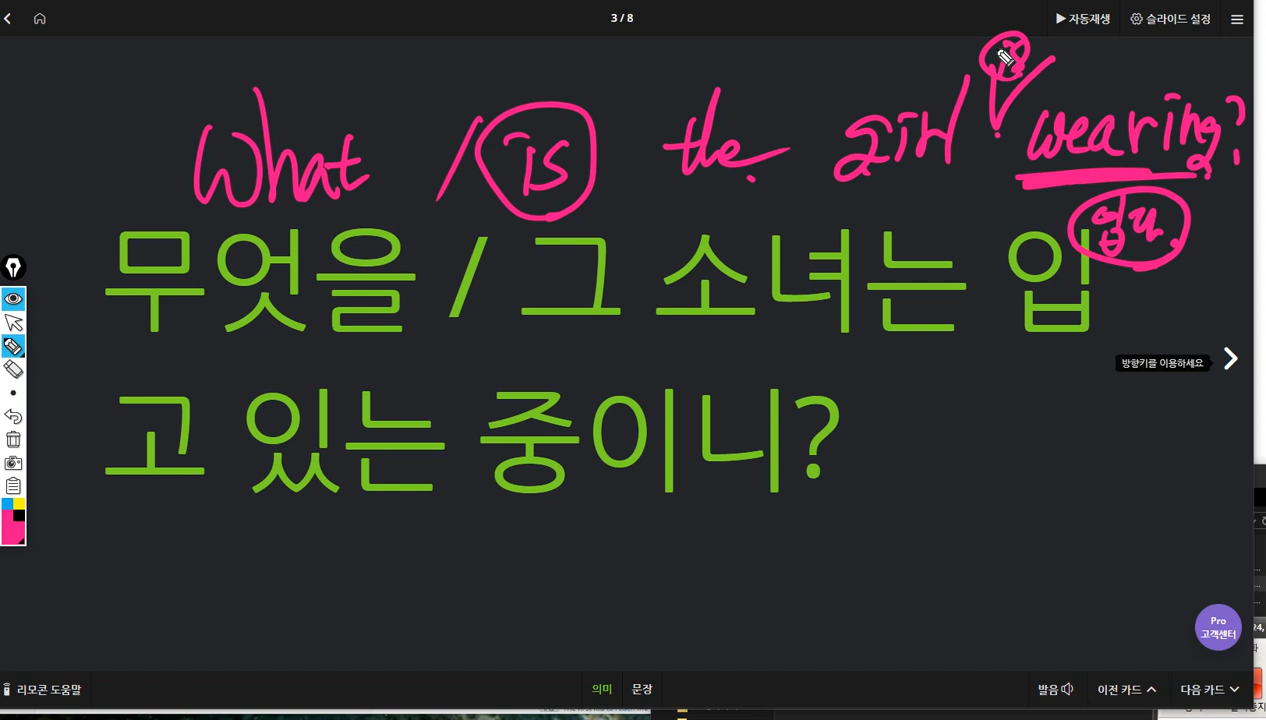 3 / 8
자동재생
슬라이드 설정
is
What / is the girl wearing?
입다.
무엇을 / 그 소녀는 입
고 있는 중이니?
방향키를 이용하세요
Pro
고객센터
리모콘 도움말
의미
문장
발음
이전 카드
다음 카드